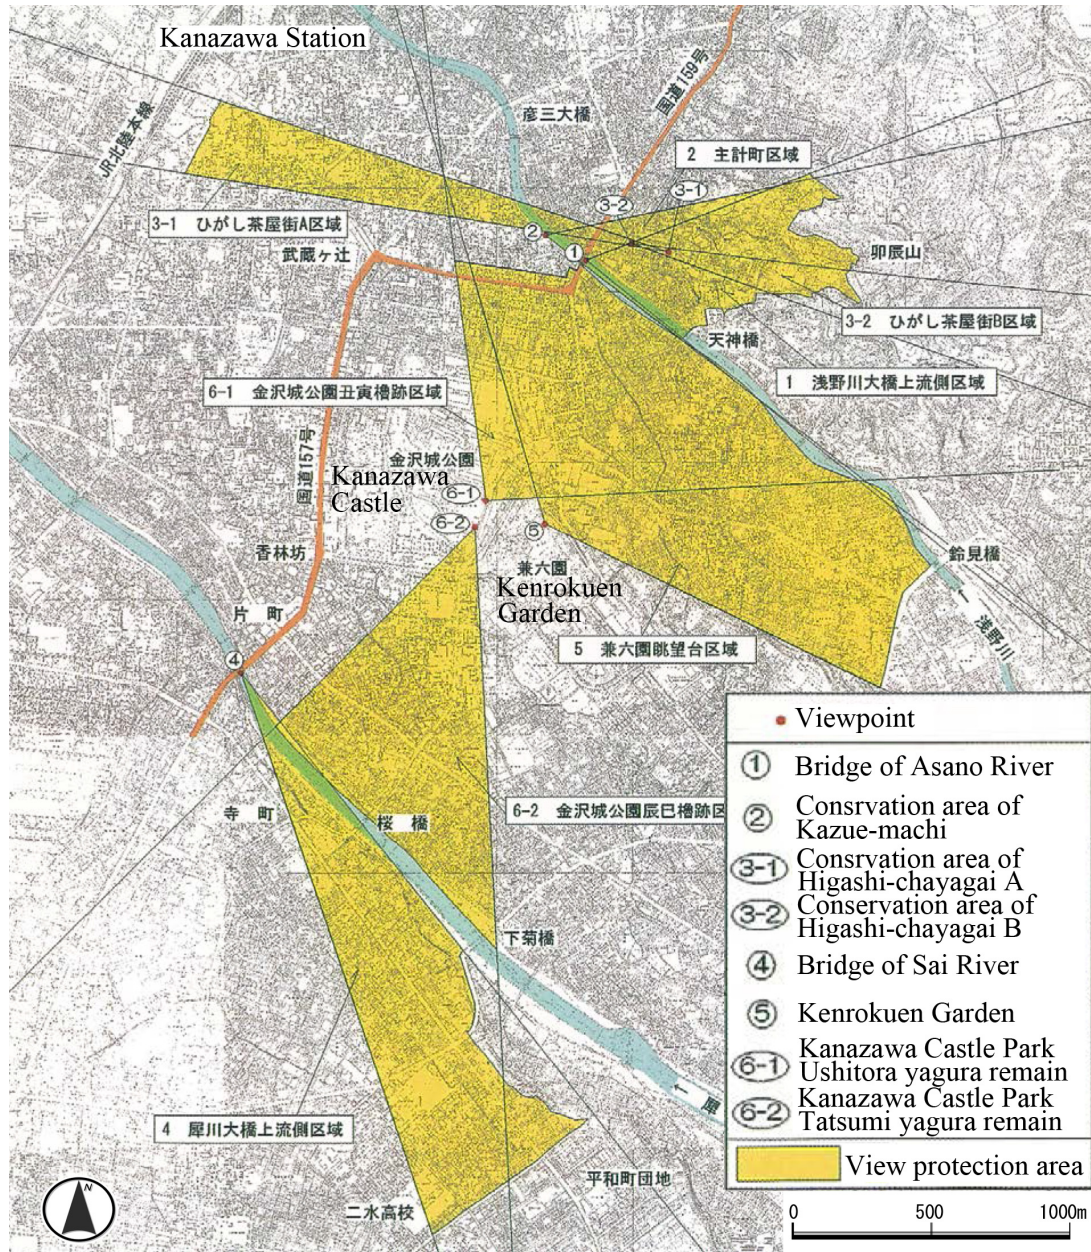 Kanazawa Station
JR北陸本線
彦三大橋
国道159号
2 主計町区域
3-1
3-2
3-1 ひがし茶屋街A区域
武蔵ヶ辻
②
①
卯辰山
3-2 ひがし茶屋街B区域
天神橋
1 浅野川大橋上流側区域
6-1 金沢城公園丑寅櫓跡区域
国道157号
金沢城公園
Kanazawa
Castle
6-1
6-2
⑤
香林坊
兼六園
Kenrokuen
Garden
鈴見橋
浅野川
片町
5 兼六園眺望台区域
④
寺町
桜橋
6-2 金沢城公園辰巳櫓跡区
下菊橋
犀
4 犀川大橋上流側区域
平和町団地
二水高校
N
Viewpoint
① Bridge of Asano River
② Consrvation area of
Kazue-machi
3-1 Consrvation area of
Higashi-chayagai A
3-2 Conservation area of
Higashi-chayagai B
④ Bridge of Sai River
⑤ Kenrokuen Garden
6-1 Kanazawa Castle Park
Ushitora yagura remain
6-2 Kanazawa Castle Park
Tatsumi yagura remain
View protection area
0 500 1000m